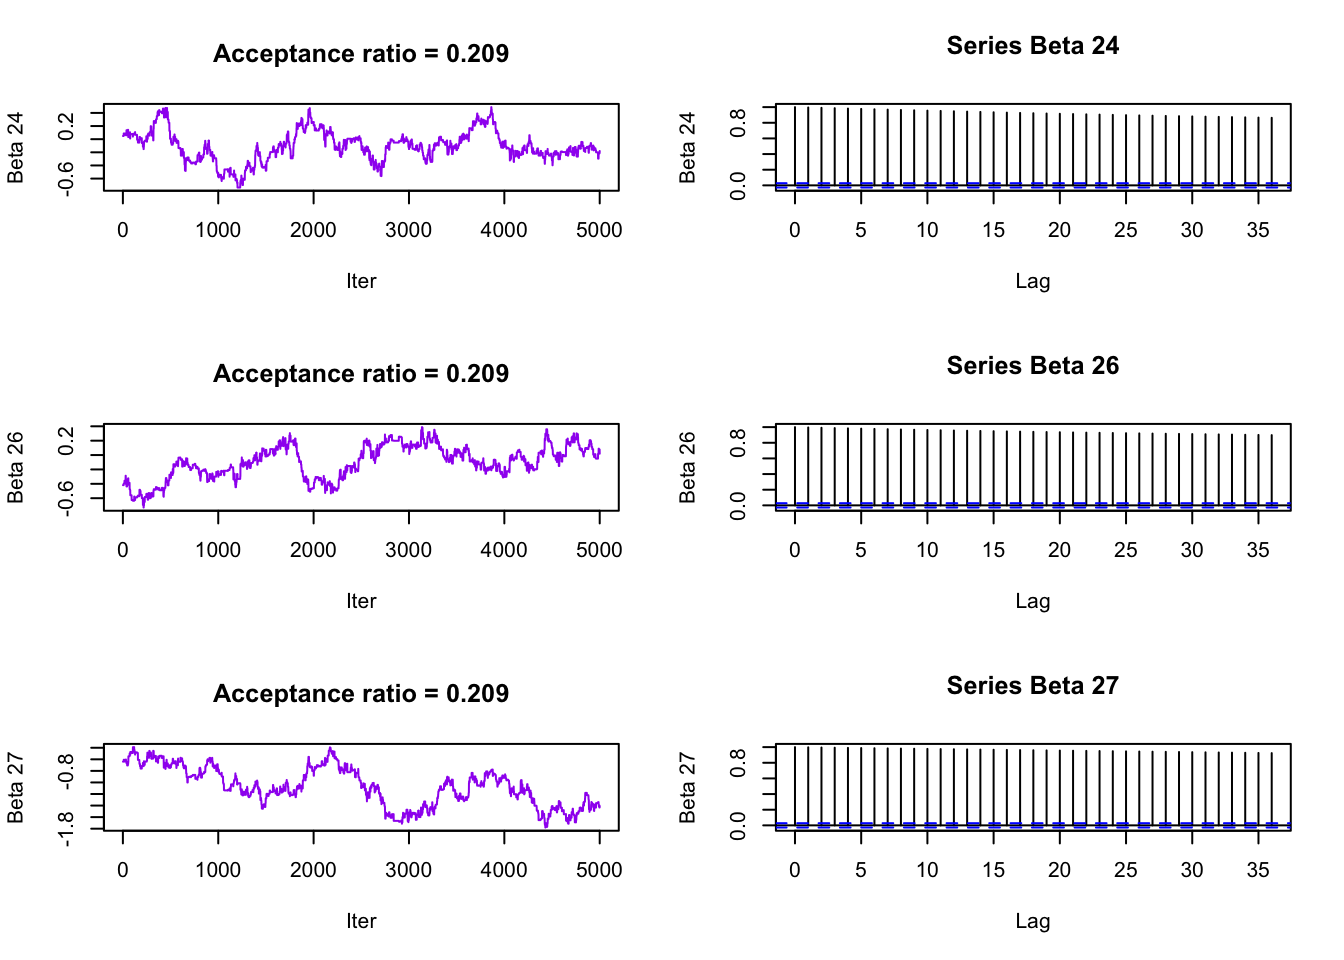 Acceptance ratio = 0.209
Beta 24
0.2
-0.6
0 1000 2000 3000 4000 5000
Iter
Series Beta 24
Beta 24
0.8
0.0
0 5 10 15 20 25 30 35
Lag
Acceptance ratio = 0.209
Beta 26
0.2
-0.6
0 1000 2000 3000 4000 5000
Iter
Series Beta 26
Beta 26
0.8
0.0
0 5 10 15 20 25 30 35
Lag
Acceptance ratio = 0.209
Beta 27
-0.8
-1.8
0 1000 2000 3000 4000 5000
Iter
Series Beta 27
Beta 27
0.8
0.0
0 5 10 15 20 25 30 35
Lag